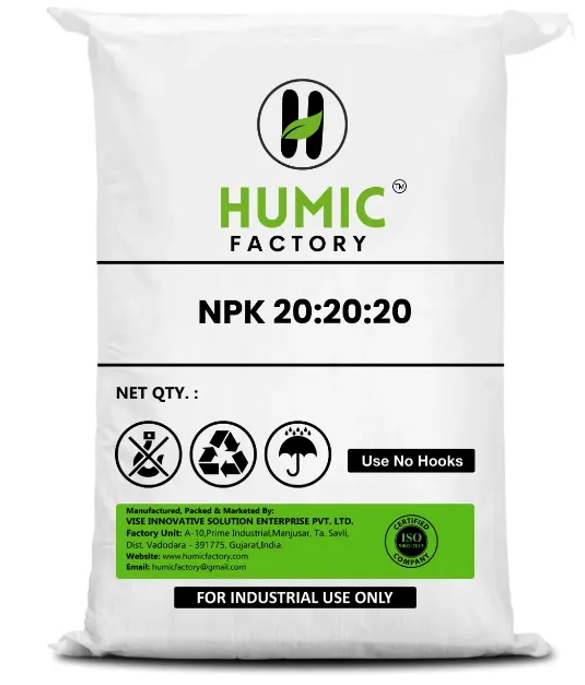 HUMIC
TM
FACTORY
NPK 20:20:20
NET QTY. :
Use No Hooks
Manufactured, Packed & Marketed By:
VISE INNOVATIVE SOLUTION ENTERPRISE PVT. LTD.
Factory Unit: A-10,Prime Industrial,Manjusar, Ta. Savli,
Dist. Vadodara - 391775. Gujarat,India.
Website: www.humicfactory.com
Email: humicfactory@gmail.com
CERTIFIED
ISO
9001:2015
COMPANY
FOR INDUSTRIAL USE ONLY